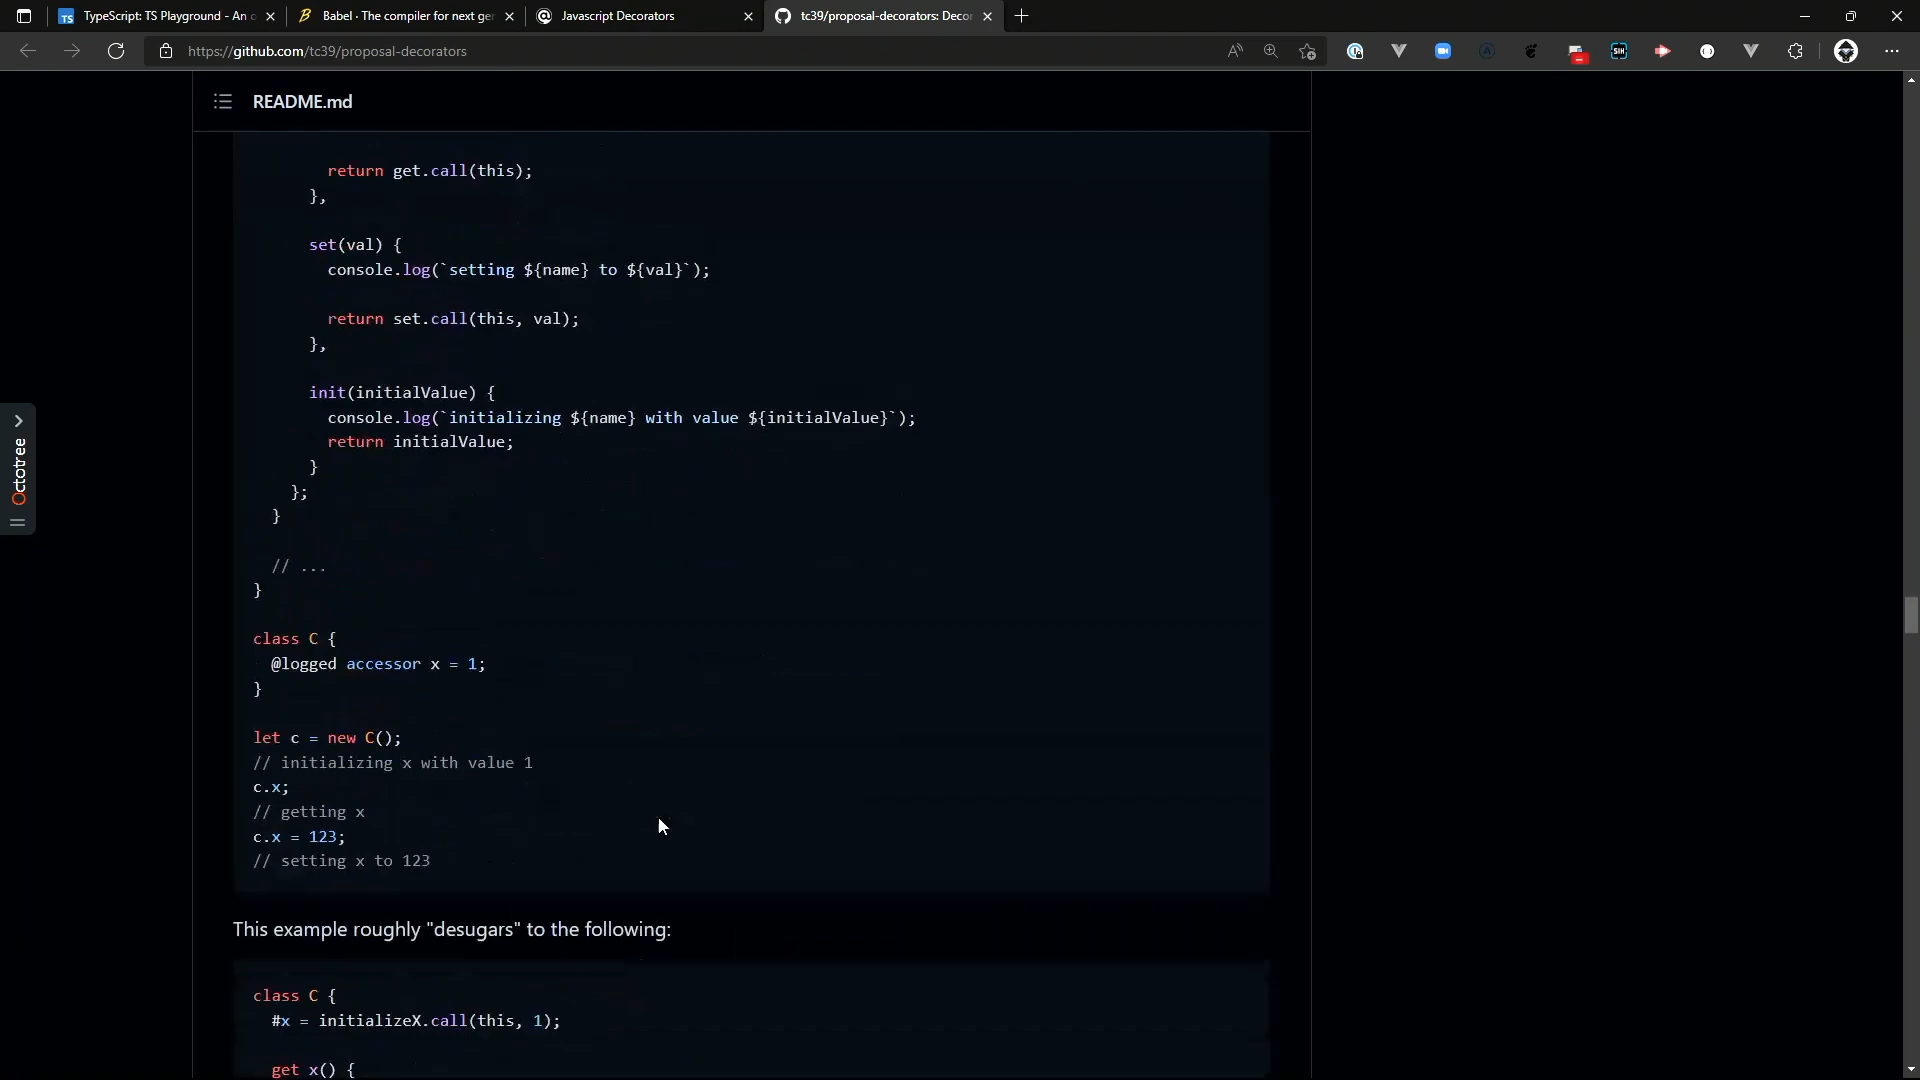 TypeScript: TS Playground - An o
Babel · The compiler for next ger
Javascript Decorators
tc39/proposal-decorators: Decor
https://github.com/tc39/proposal-decorators
README.md
return get.call(this);
},
set(val) {
console.log(`setting ${name} to ${val}`);
return set.call(this, val);
},
init(initialValue) {
console.log(`initializing ${name} with value ${initialValue}`);
return initialValue;
}
};
}
// ...
}
class C {
@logged accessor x = 1;
}
let c = new C();
// initializing x with value 1
c.x;
// getting x
c.x = 123;
// setting x to 123
This example roughly "desugars" to the following:
class C {
#x = initializeX.call(this, 1);
get x() {
Octotree